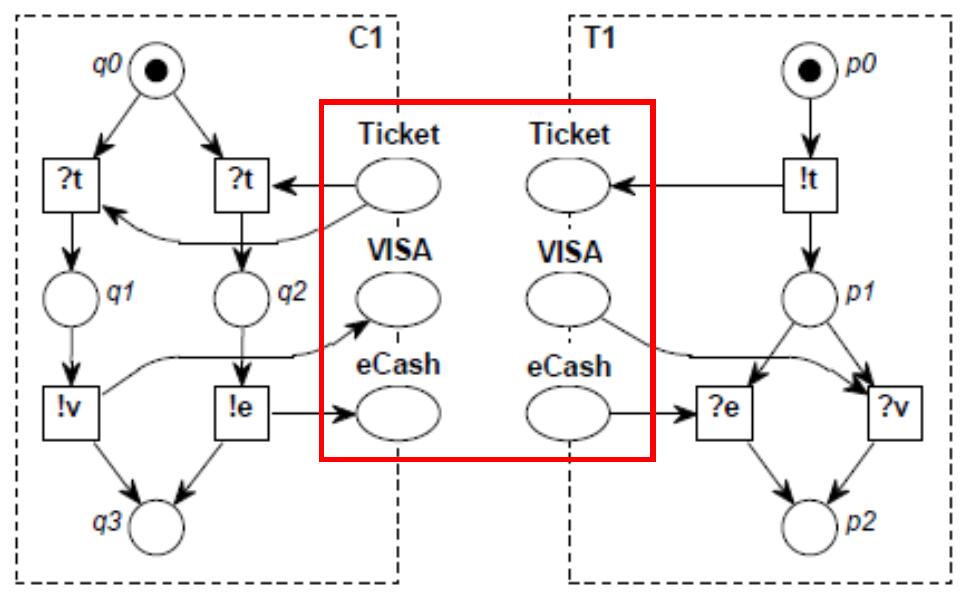 C1 T1
q0 p0
Ticket Ticket
?t ?t !t
VISA VISA
q1 q2 p1
eCash eCash
!v !e ?e ?v
q3 p2